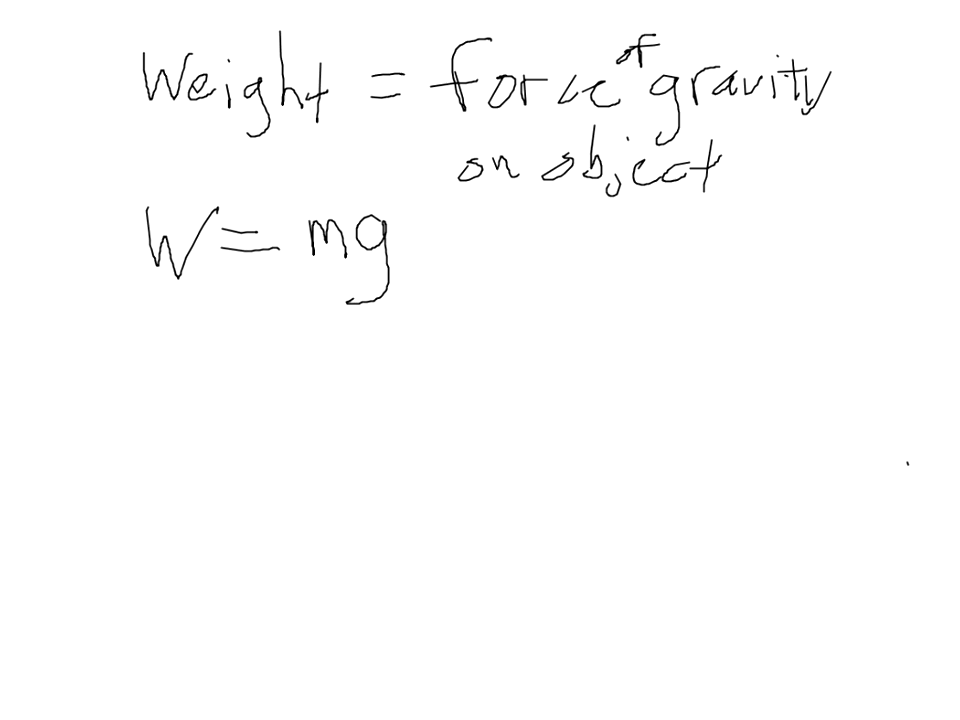 Weight = force of gravity
on object
W = mg